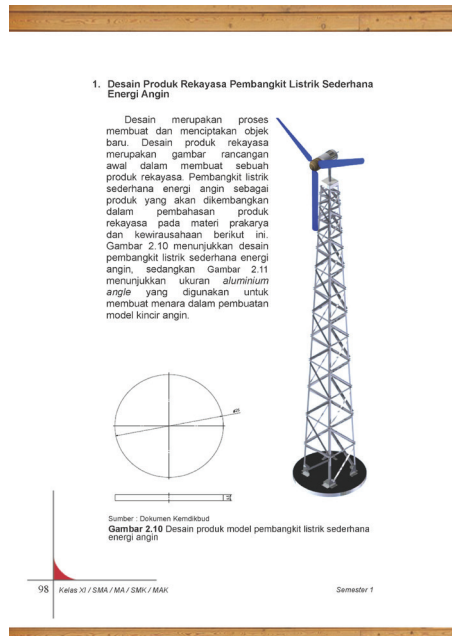 1. Desain Produk Rekayasa Pembangkit Listrik Sederhana
Energi Angin
Desain merupakan proses
membuat dan menciptakan objek
baru. Desain produk rekayasa
merupakan gambar rancangan
awal dalam membuat sebuah
produk rekayasa. Pembangkit listrik
sederhana energi angin sebagai
produk yang akan dikembangkan
dalam pembahasan produk
rekayasa pada materi prakarya
dan kewirausahaan berikut ini.
Gambar 2.10 menunjukkan desain
pembangkit listrik sederhana energi
angin, sedangkan Gambar 2.11
menunjukkan ukuran aluminium
angle yang digunakan untuk
membuat menara dalam pembuatan
model kincir angin.
Sumber : Dokumen Kemdikbud
Gambar 2.10 Desain produk model pembangkit listrik sederhana
energi angin
98 Kelas XI / SMA / MA / SMK / MAK Semester 1